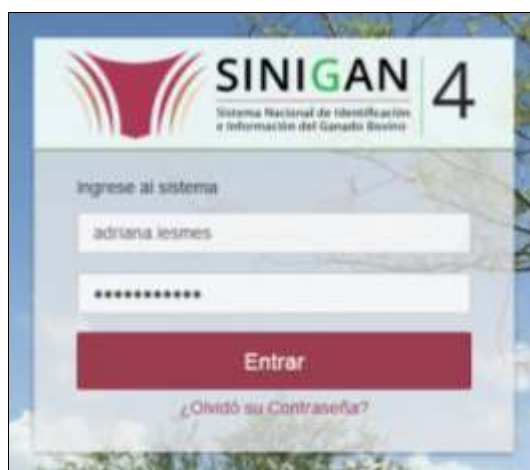 SINIGAN 4
Sistema Nacional de Identificación
e Información del Ganado Bovino
Ingrese al sistema
adriana.lesmes
•••••••••••
Entrar
¿Olvidó su Contraseña?